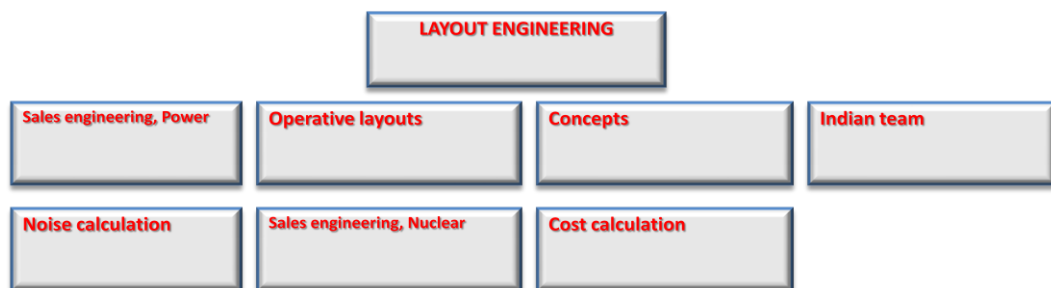 LAYOUT ENGINEERING
Sales engineering, Power
Operative layouts
Concepts
Indian team
Noise calculation
Sales engineering, Nuclear
Cost calculation